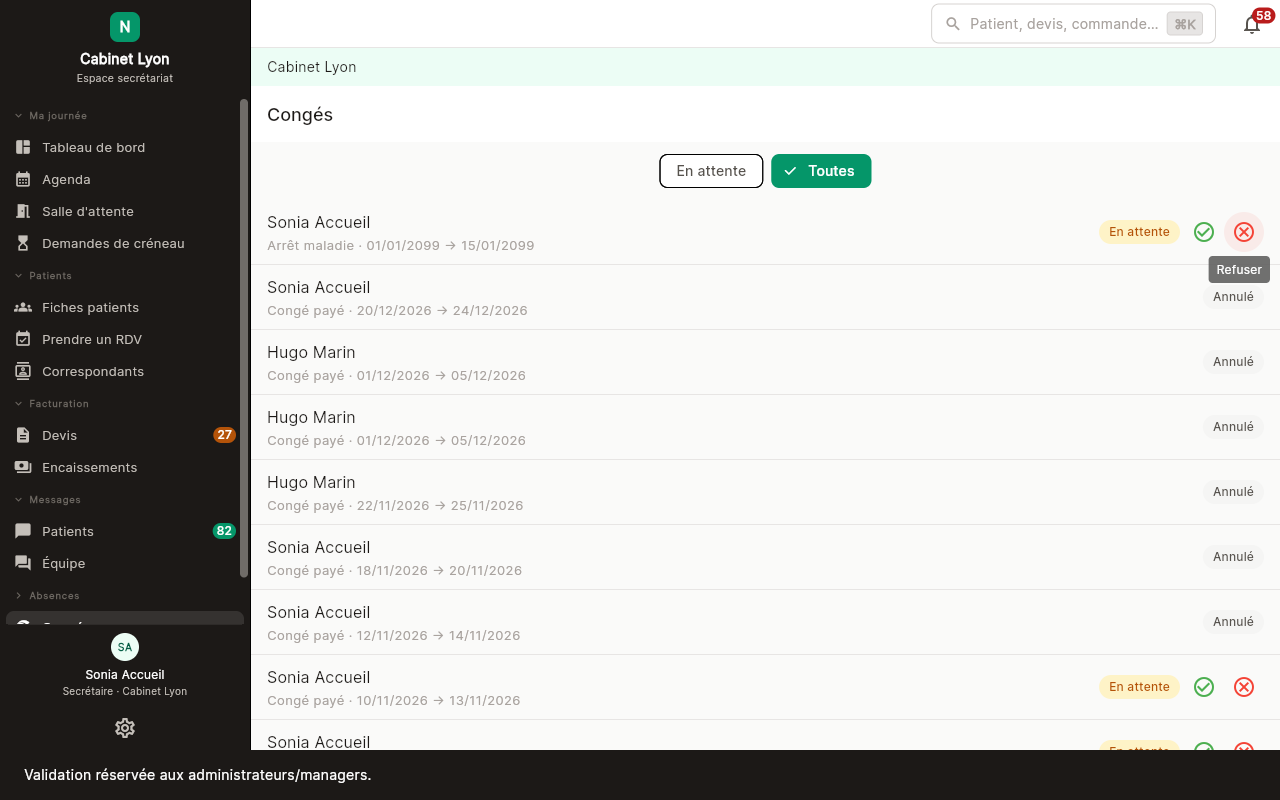 N
Cabinet Lyon
Espace secrétariat
Ma journée
Tableau de bord
Agenda
Salle d'attente
Demandes de créneau
Patients
Fiches patients
Prendre un RDV
Correspondants
Facturation
Devis 27
Encaissements
Messages
Patients 82
Équipe
Absences
SA
Sonia Accueil
Secrétaire · Cabinet Lyon
Patient, devis, commande... ⌘K
58
Cabinet Lyon
Congés
En attente Toutes
Sonia Accueil
Arrêt maladie · 01/01/2099 → 15/01/2099
En attente
Refuser
Sonia Accueil
Congé payé · 20/12/2026 → 24/12/2026
Annulé
Hugo Marin
Congé payé · 01/12/2026 → 05/12/2026
Annulé
Hugo Marin
Congé payé · 01/12/2026 → 05/12/2026
Annulé
Hugo Marin
Congé payé · 22/11/2026 → 25/11/2026
Annulé
Sonia Accueil
Congé payé · 18/11/2026 → 20/11/2026
Annulé
Sonia Accueil
Congé payé · 12/11/2026 → 14/11/2026
Annulé
Sonia Accueil
Congé payé · 10/11/2026 → 13/11/2026
En attente
Sonia Accueil
En attente
Validation réservée aux administrateurs/managers.